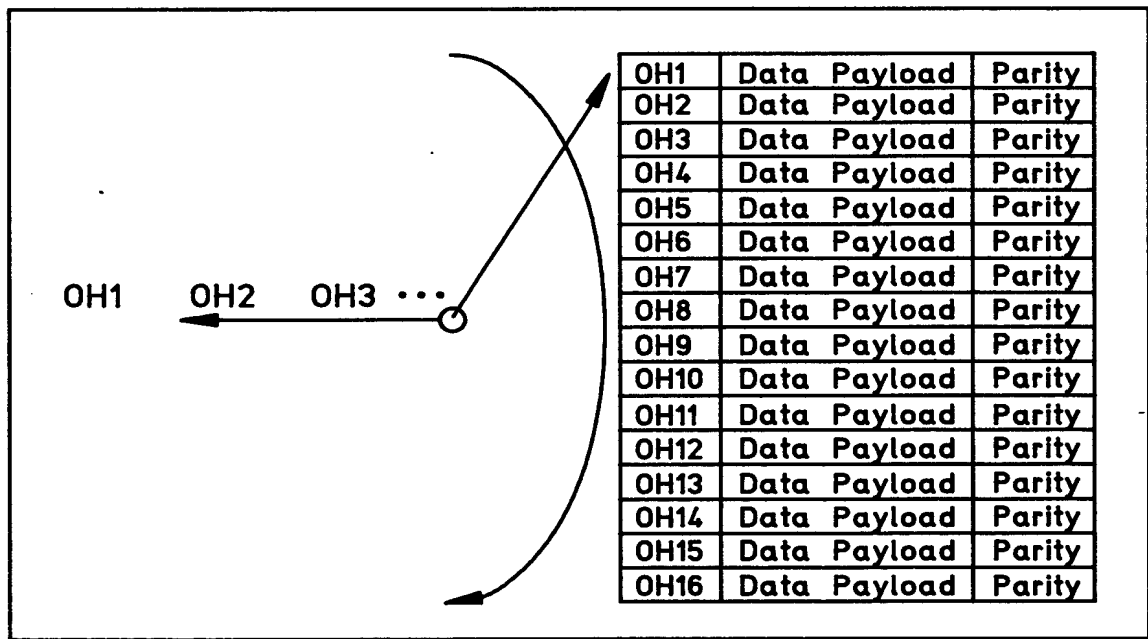 OH1 Data Payload Parity
OH2 Data Payload Parity
OH3 Data Payload Parity
OH4 Data Payload Parity
OH5 Data Payload Parity
OH6 Data Payload Parity
OH7 Data Payload Parity
OH8 Data Payload Parity
OH9 Data Payload Parity
OH10 Data Payload Parity
OH11 Data Payload Parity
OH12 Data Payload Parity
OH13 Data Payload Parity
OH14 Data Payload Parity
OH15 Data Payload Parity
OH16 Data Payload Parity
OH1 OH2 OH3 •••